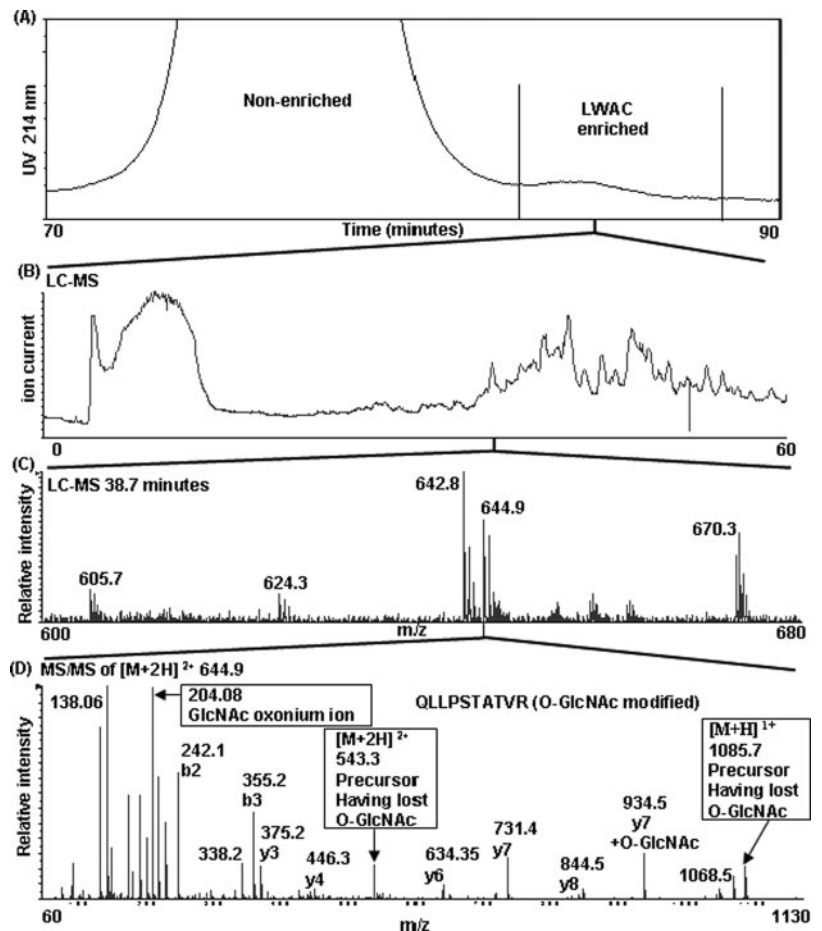 (A)
UV 214 nm
Non-enriched
LWAC
enriched
70
Time (minutes)
90
(B)
LC-MS
ion current
0
60
(C)
LC-MS 38.7 minutes
Relative intensity
605.7
624.3
642.8
644.9
670.3
600
m/z
680
(D)
MS/MS of [M+2H] 2+ 644.9
Relative intensity
138.06
204.08
GlcNAc oxonium ion
QLLPSTATVR (O-GlcNAc modified)
242.1
b2
338.2
355.2
b3
375.2
y3
446.3
y4
[M+2H] 2+
543.3
Precursor
Having lost
O-GlcNAc
634.35
y6
731.4
y7
844.5
y8
934.5
y7
+O-GlcNAc
1068.5
[M+H] 1+
1085.7
Precursor
Having lost
O-GlcNAc
60
m/z
1130